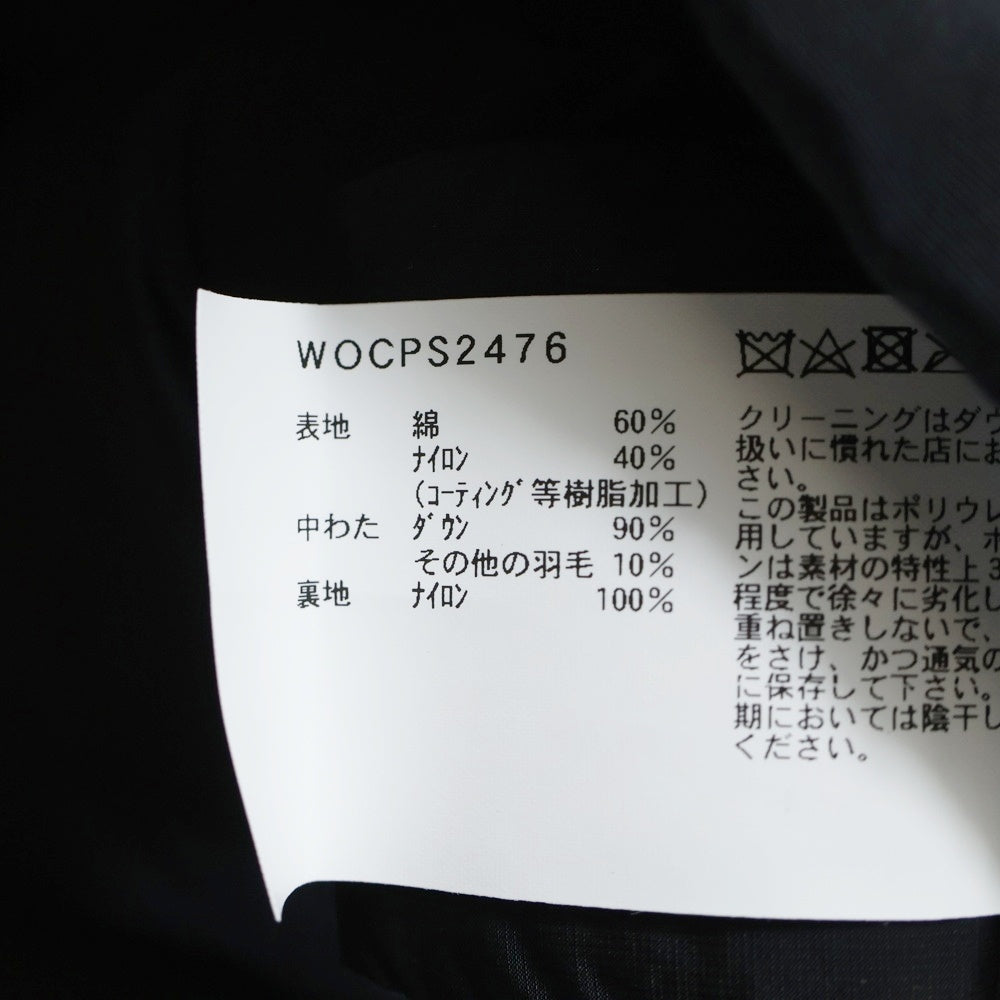 WOCPS2476
表地 綿 60%
ﾅｲﾛﾝ 40%
(ｺｰﾃｨﾝｸﾞ等樹脂加工)
中わた ﾀﾞｳﾝ 90%
その他の羽毛 10%
裏地 ﾅｲﾛﾝ 100%
クリーニングはダウ
扱いに慣れた店にお
さい。
この製品はポリウレ
用していますが、ポ
ンは素材の特性上3
程度で徐々に劣化し
重ね置きしないで、
をさけ、かつ通気の
に保存して下さい。
期においては陰干し
ください。